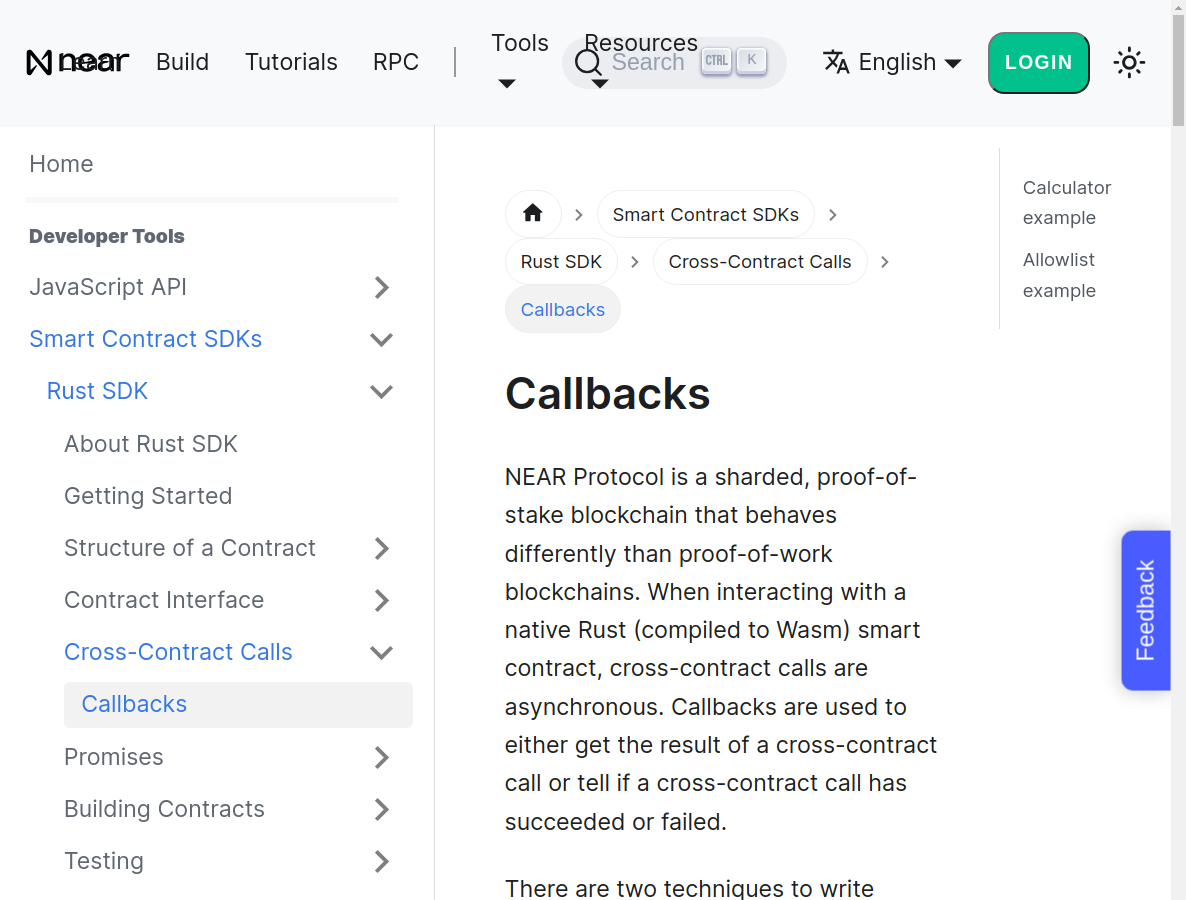 near
Learn
Build
Tutorials
RPC
Tools
Resources
Search
CTRL
K
English
LOGIN
Home
Developer Tools
JavaScript API
Smart Contract SDKs
Rust SDK
About Rust SDK
Getting Started
Structure of a Contract
Contract Interface
Cross-Contract Calls
Callbacks
Promises
Building Contracts
Testing
Smart Contract SDKs
Rust SDK
Cross-Contract Calls
Callbacks
Callbacks
NEAR Protocol is a sharded, proof-of-
stake blockchain that behaves
differently than proof-of-work
blockchains. When interacting with a
native Rust (compiled to Wasm) smart
contract, cross-contract calls are
asynchronous. Callbacks are used to
either get the result of a cross-contract
call or tell if a cross-contract call has
succeeded or failed.
There are two techniques to write
Calculator
example
Allowlist
example
Feedback